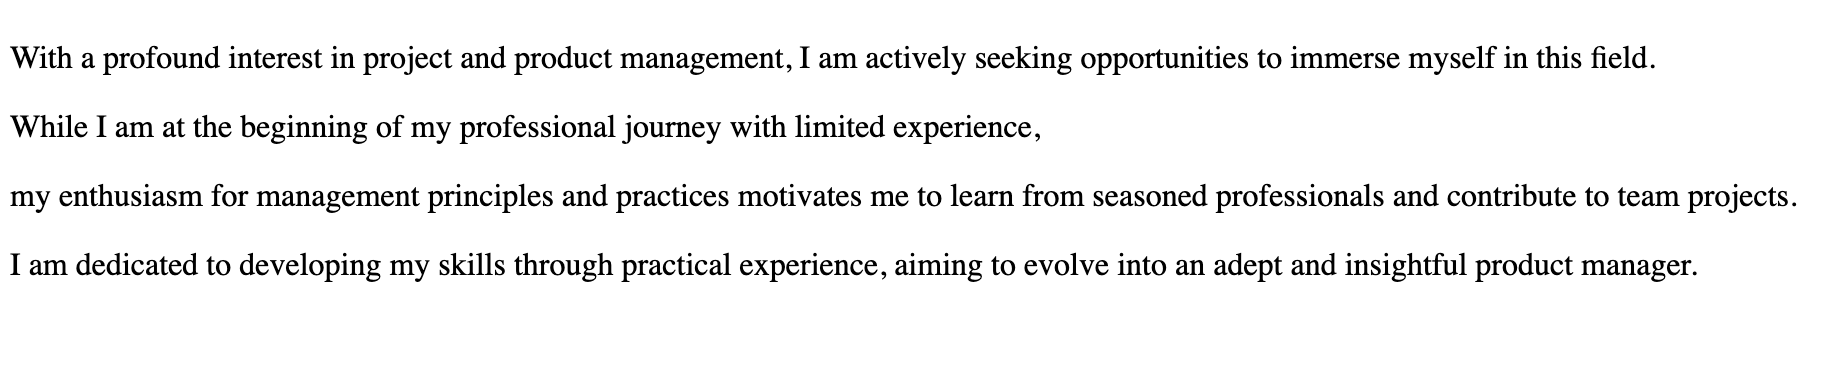 With a profound interest in project and product management, I am actively seeking opportunities to immerse myself in this field.
While I am at the beginning of my professional journey with limited experience,
my enthusiasm for management principles and practices motivates me to learn from seasoned professionals and contribute to team projects.
I am dedicated to developing my skills through practical experience, aiming to evolve into an adept and insightful product manager.